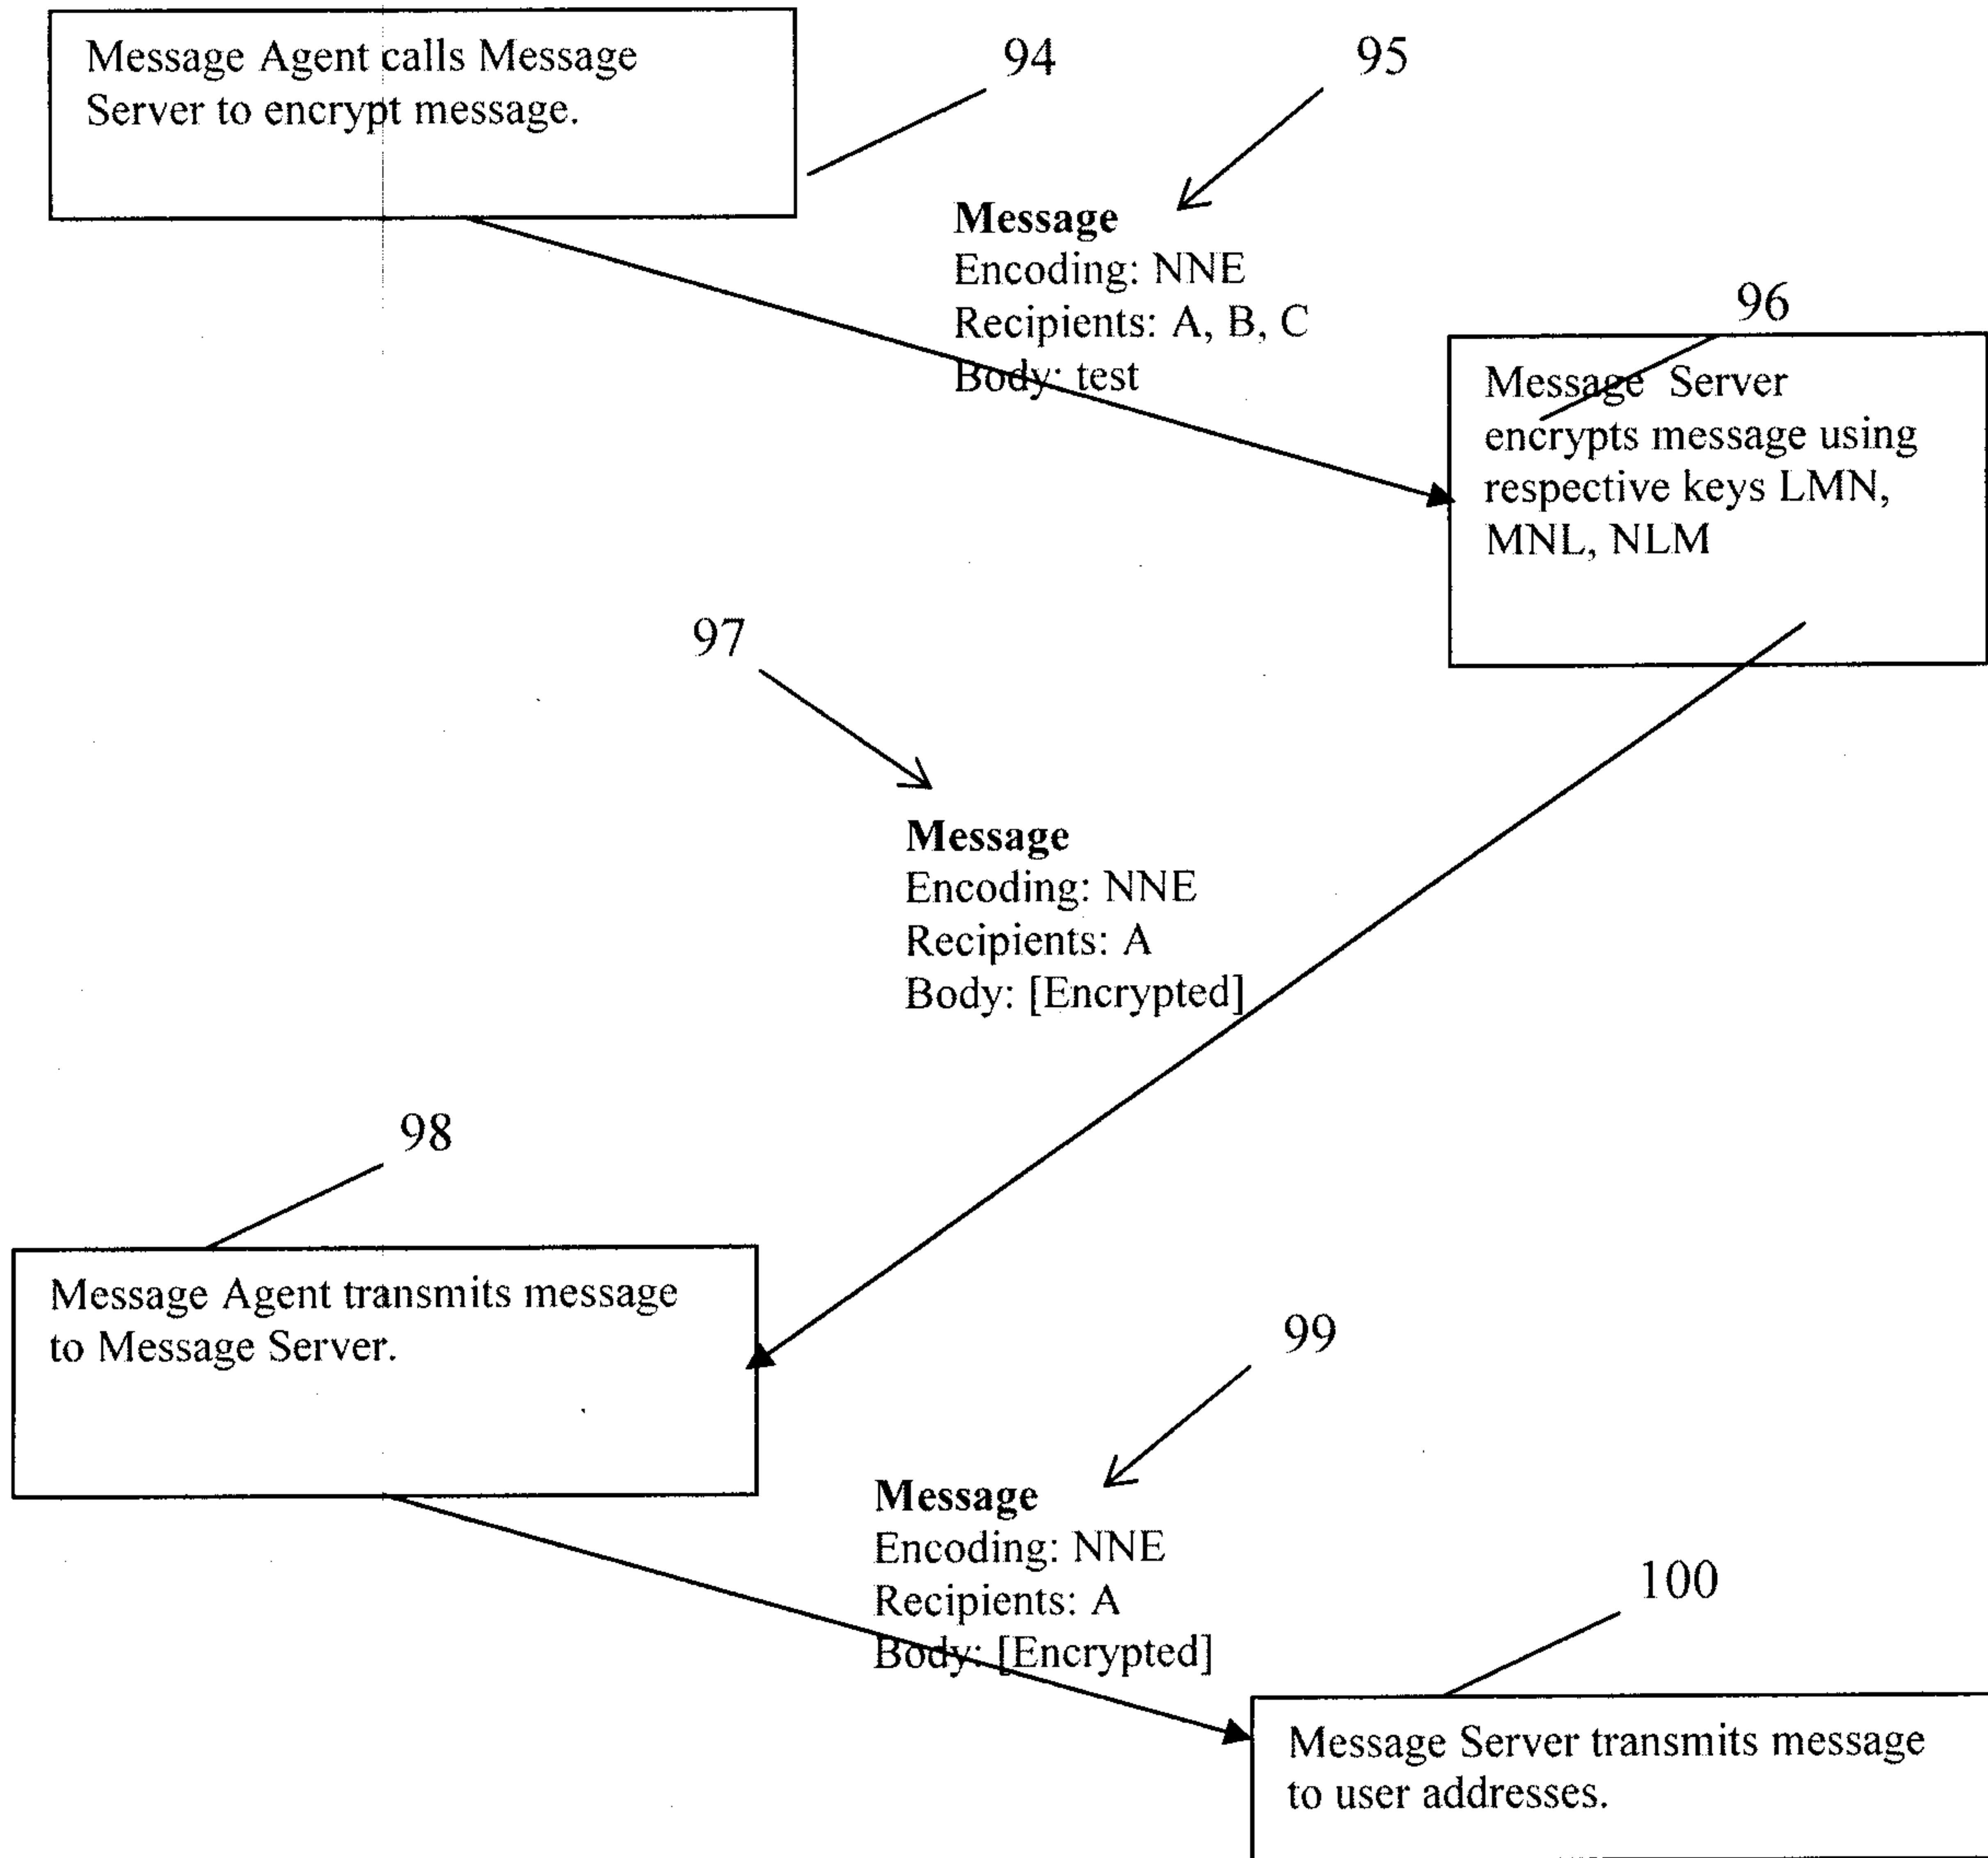 Message Agent calls Message
Server to encrypt message.
94
95
Message
Encoding: NNE
Recipients: A, B, C
Body: test
96
Message Server
encrypts message using
respective keys LMN,
MNL, NLM
97
Message
Encoding: NNE
Recipients: A
Body: [Encrypted]
98
Message Agent transmits message
to Message Server.
99
Message
Encoding: NNE
Recipients: A
Body: [Encrypted]
100
Message Server transmits message
to user addresses.